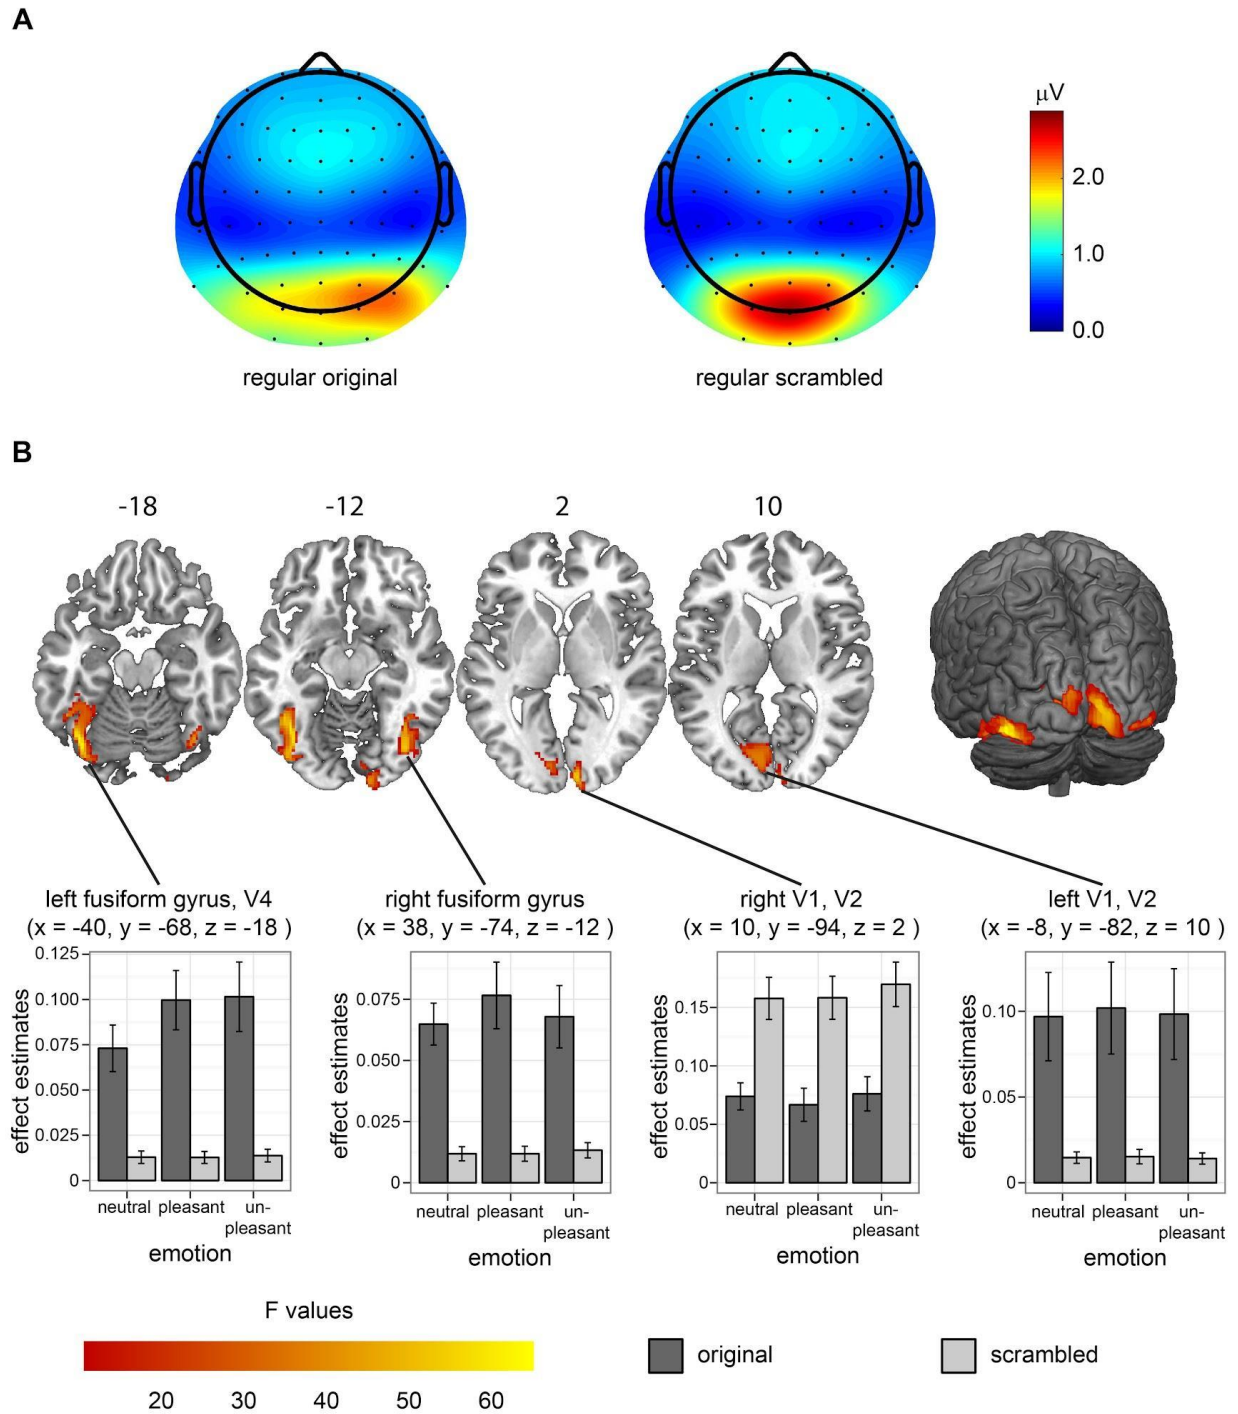 A
μV
2.0
1.0
0.0
regular original
regular scrambled
B
-18
-12
2
10
left fusiform gyrus, V4
(x = -40, y = -68, z = -18 )
right fusiform gyrus
(x = 38, y = -74, z = -12 )
right V1, V2
(x = 10, y = -94, z = 2 )
left V1, V2
(x = -8, y = -82, z = 10 )
effect estimates
0.125
0.100
0.075
0.050
0.025
0
neutral
pleasant
un-
pleasant
emotion
effect estimates
0.075
0.050
0.025
0
neutral
pleasant
un-
pleasant
emotion
effect estimates
0.15
0.10
0.05
0
neutral
pleasant
un-
pleasant
emotion
effect estimates
0.10
0.05
0
neutral
pleasant
un-
pleasant
emotion
F values
20
30
40
50
60
original
scrambled